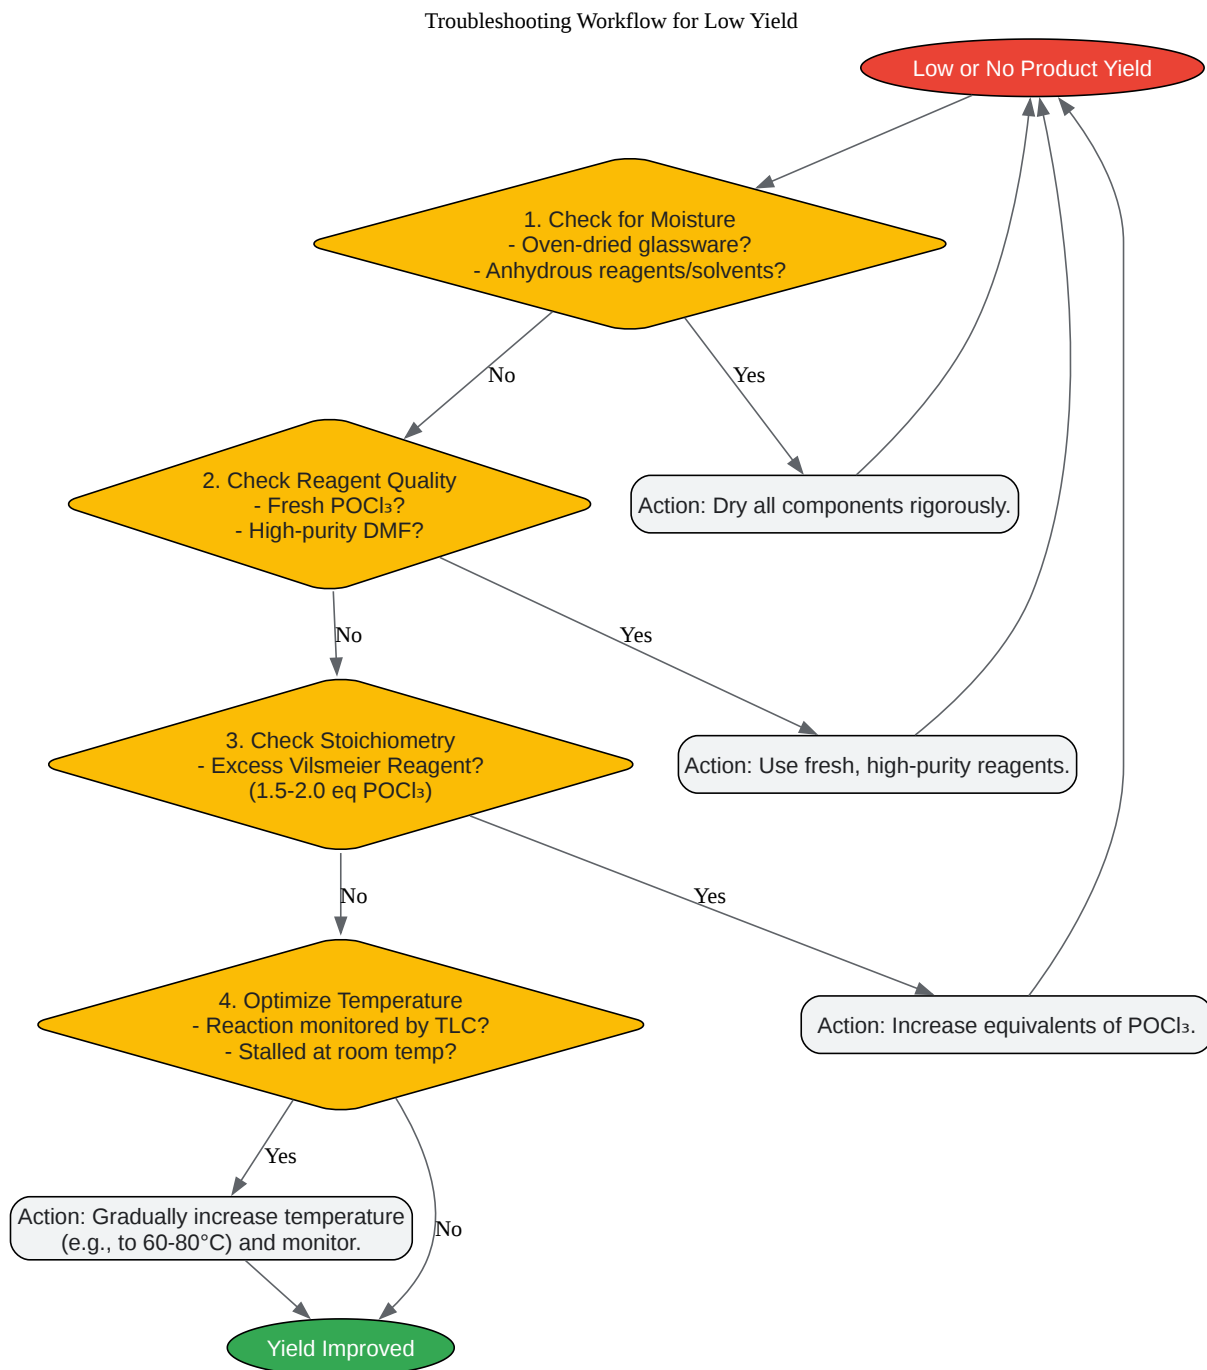 Troubleshooting Workflow for Low Yield
Low or No Product Yield
1. Check for Moisture
- Oven-dried glassware?
- Anhydrous reagents/solvents?
No
Yes
2. Check Reagent Quality
- Fresh POCl₃?
- High-purity DMF?
Action: Dry all components rigorously.
No
Yes
3. Check Stoichiometry
- Excess Vilsmeier Reagent?
(1.5-2.0 eq POCl₃)
Action: Use fresh, high-purity reagents.
No
Yes
4. Optimize Temperature
- Reaction monitored by TLC?
- Stalled at room temp?
Action: Increase equivalents of POCl₃.
Yes
No
Action: Gradually increase temperature
(e.g., to 60-80°C) and monitor.
Yield Improved